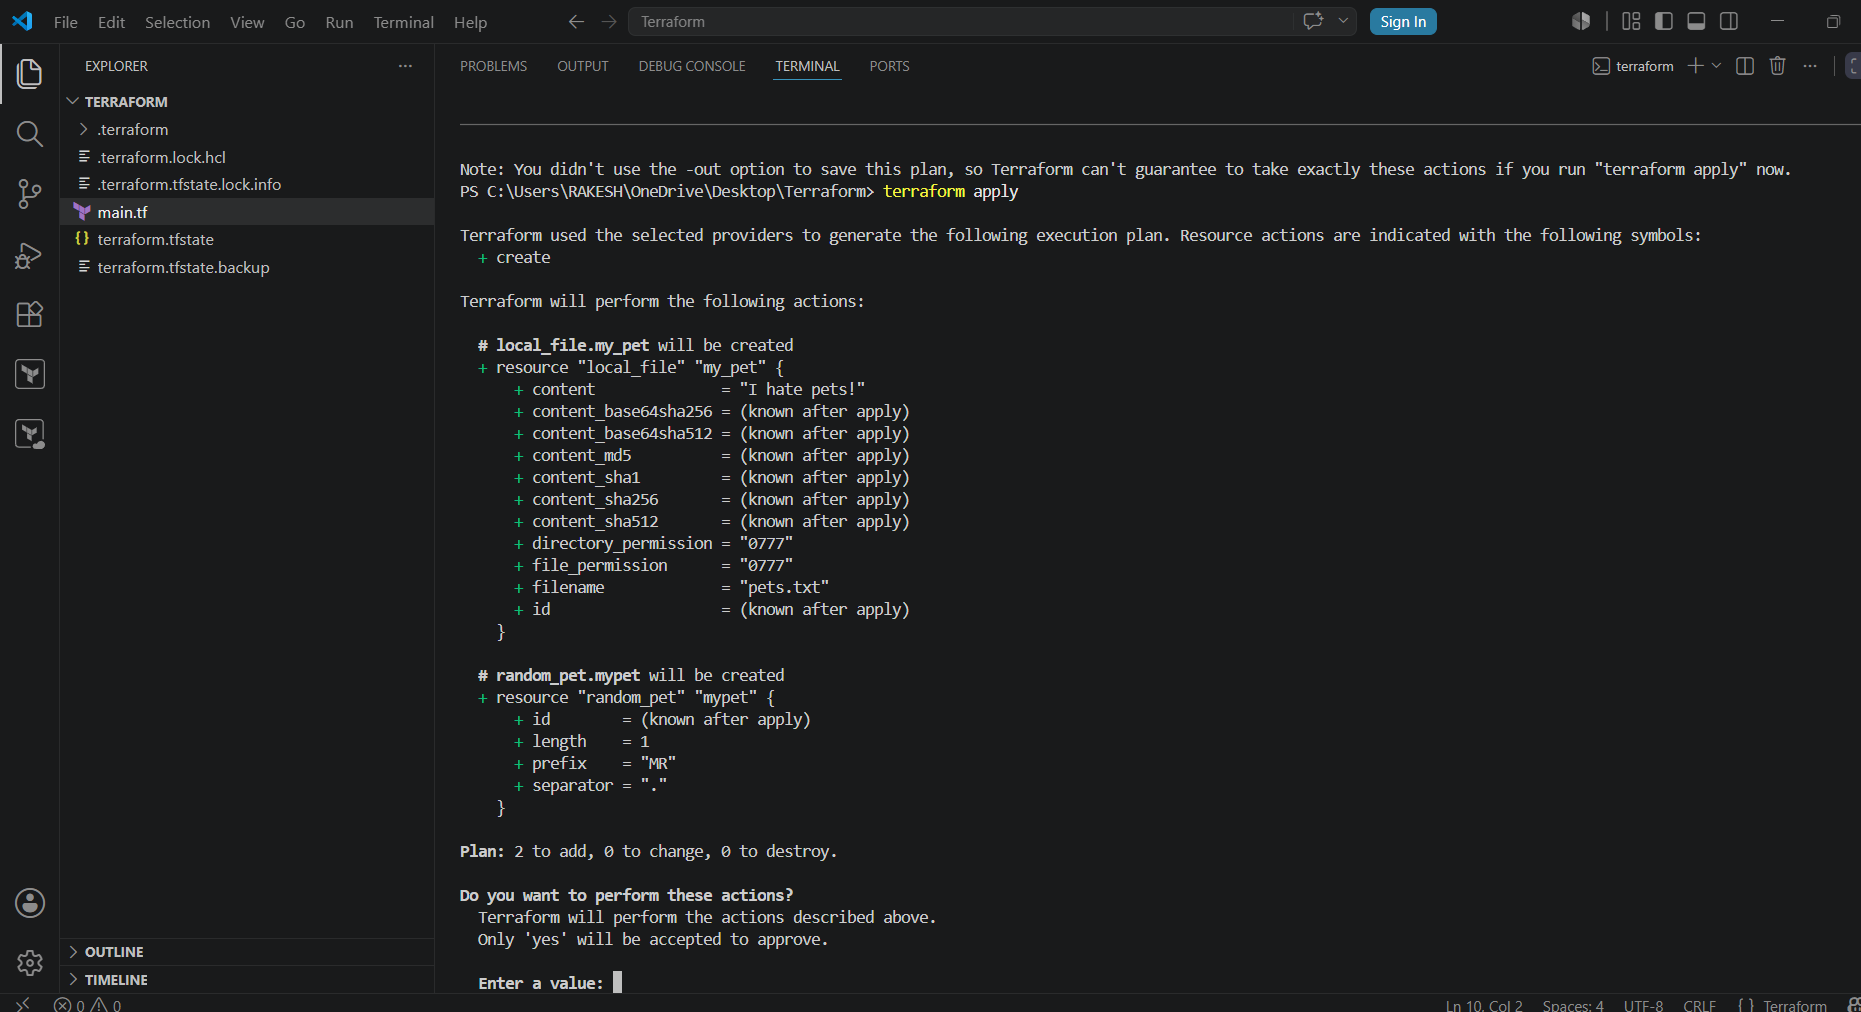 File Edit Selection View Go Run Terminal Help
Terraform
Sign In
EXPLORER
TERRAFORM
.terraform
.terraform.lock.hcl
.terraform.tfstate.lock.info
main.tf
{} terraform.tfstate
terraform.tfstate.backup
OUTLINE
TIMELINE
PROBLEMS OUTPUT DEBUG CONSOLE TERMINAL PORTS
terraform
Note: You didn't use the -out option to save this plan, so Terraform can't guarantee to take exactly these actions if you run "terraform apply" now.
PS C:\Users\RAKESH\OneDrive\Desktop\Terraform> terraform apply
Terraform used the selected providers to generate the following execution plan. Resource actions are indicated with the following symbols:
+ create
Terraform will perform the following actions:
# local_file.my_pet will be created
+ resource "local_file" "my_pet" {
+ content = "I hate pets!"
+ content_base64sha256 = (known after apply)
+ content_base64sha512 = (known after apply)
+ content_md5 = (known after apply)
+ content_sha1 = (known after apply)
+ content_sha256 = (known after apply)
+ content_sha512 = (known after apply)
+ directory_permission = "0777"
+ file_permission = "0777"
+ filename = "pets.txt"
+ id = (known after apply)
}
# random_pet.mypet will be created
+ resource "random_pet" "mypet" {
+ id = (known after apply)
+ length = 1
+ prefix = "MR"
+ separator = "."
}
Plan: 2 to add, 0 to change, 0 to destroy.
Do you want to perform these actions?
Terraform will perform the actions described above.
Only 'yes' will be accepted to approve.
Enter a value:
0 0
Ln 10, Col 2 Spaces: 4 UTF-8 CRLF {} Terraform